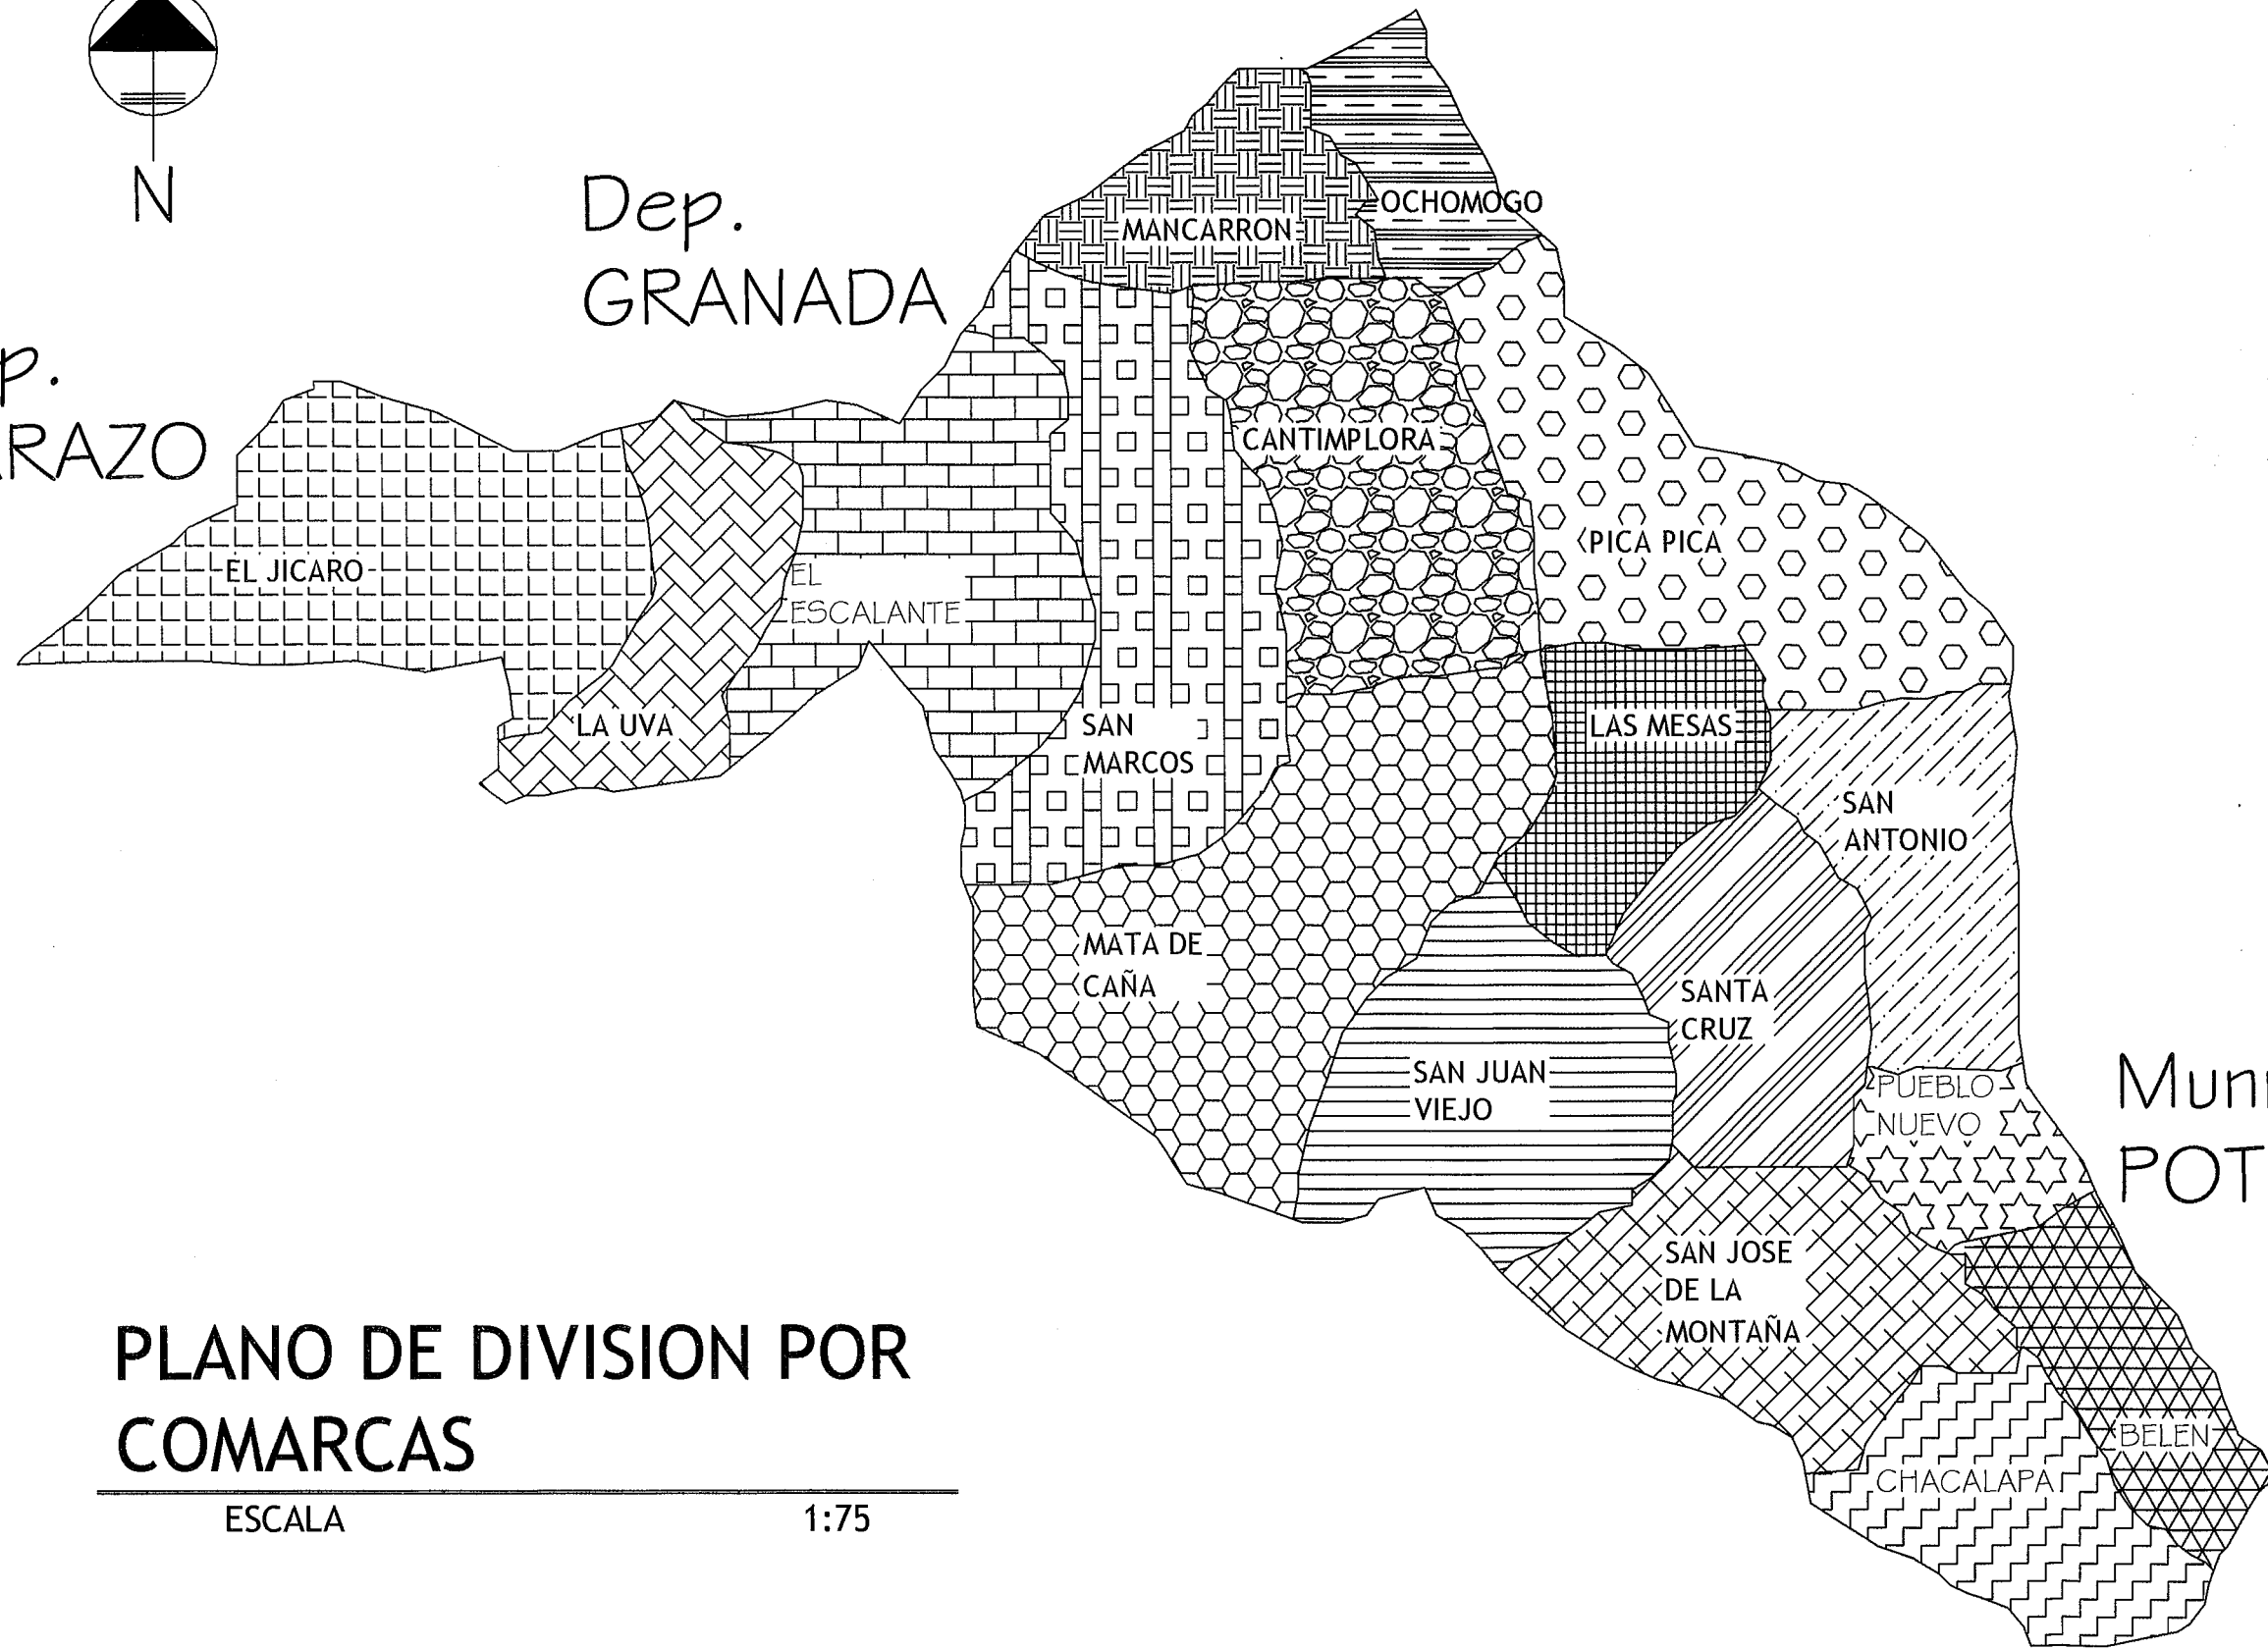 N
Dep.
GRANADA
p.
RAZO
MANCARRON
OCHOMOGO
CANTIMPLORA
PICA PICA
EL JICARO
EL
ESCALANTE
LA UVA
SAN
MARCOS
LAS MESAS
SAN
ANTONIO
MATA DE
CAÑA
SANTA
CRUZ
SAN JUAN
VIEJO
PUEBLO
NUEVO
Muni
POT
SAN JOSE
DE LA
MONTAÑA
BELEN
CHACALAPA
PLANO DE DIVISION POR
COMARCAS
ESCALA 1:75